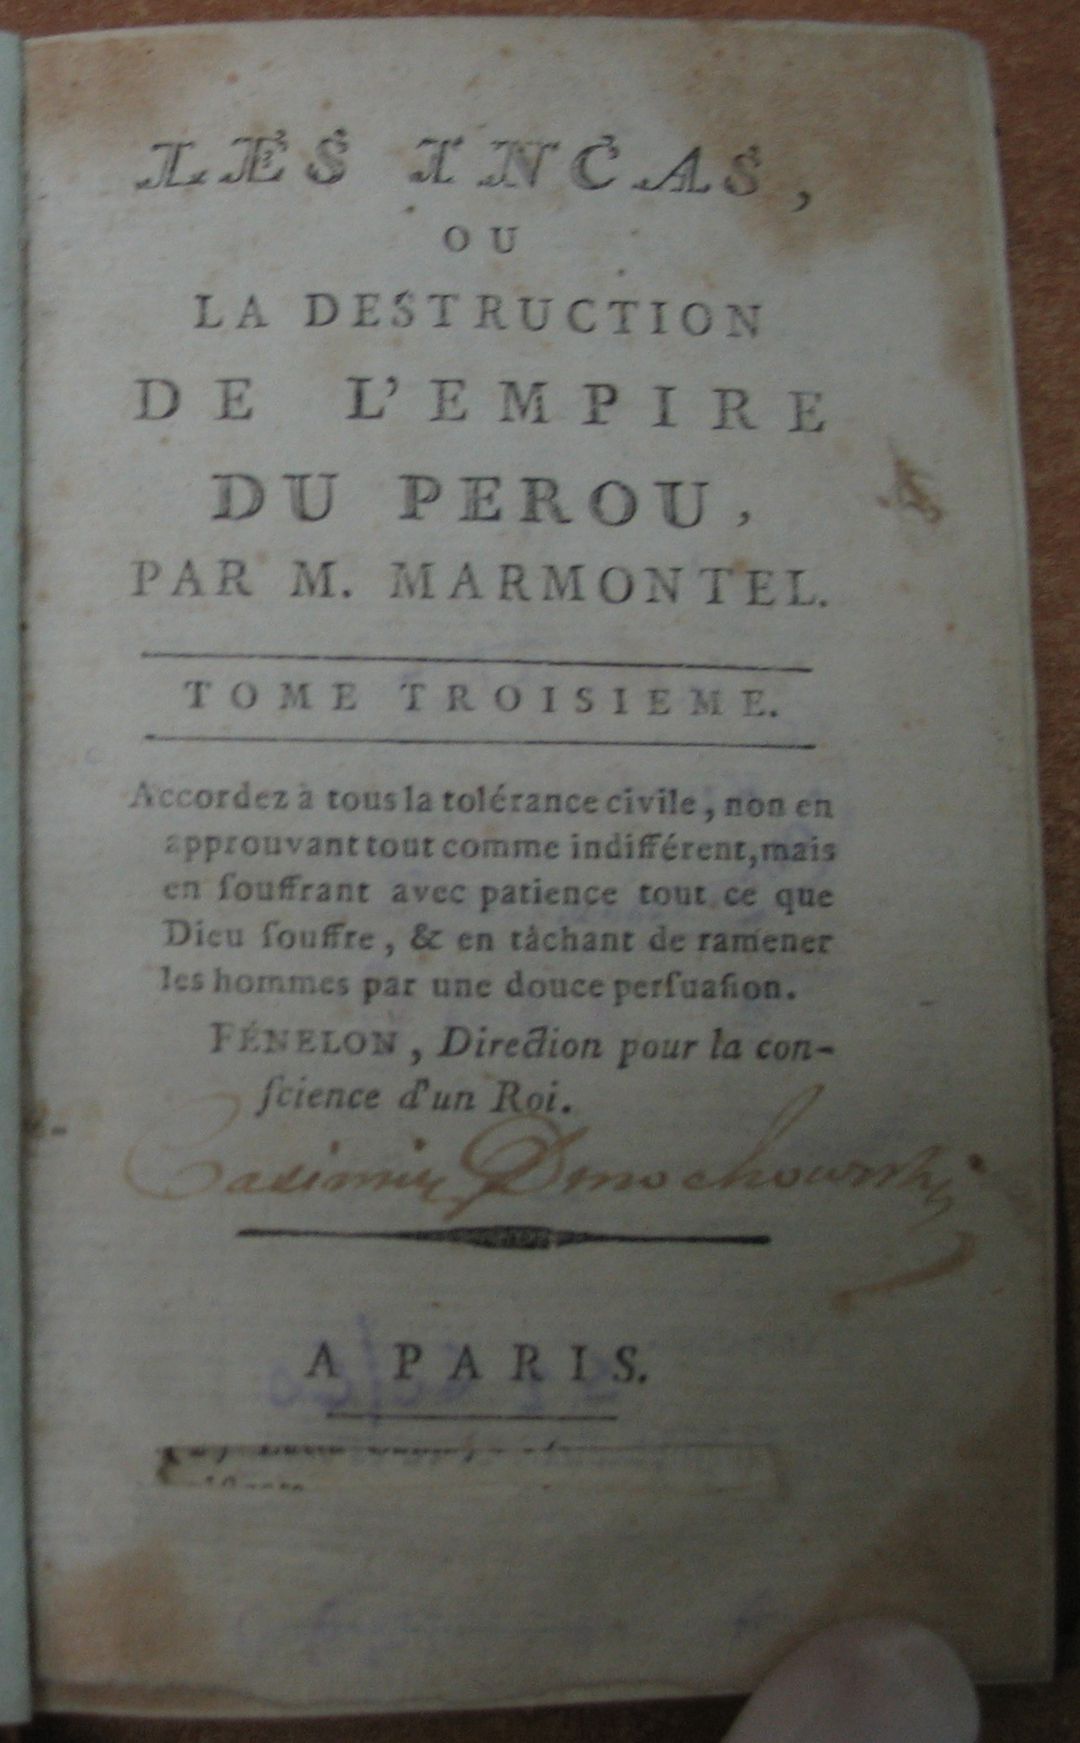 LES INCAS,
OU
LA DESTRUCTION
DE L'EMPIRE
DU PEROU,
PAR M. MARMONTEL.
TOME TROISIEME.
Accordez à tous la tolérance civile, non en
approuvant tout comme indifférent, mais
en ſouffrant avec patience tout ce que
Dieu ſouffre, & en tâchant de ramener
les hommes par une douce perſuaſion.
FÉNELON, Direction pour la con-
ſcience d'un Roi.
Casimir
A PARIS.